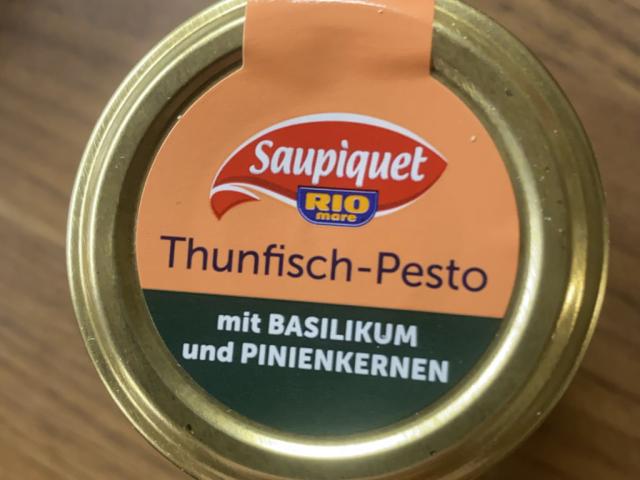 Saupiquet
RIO
mare
Thunfisch-Pesto
mit BASILIKUM
und PINIENKERNEN